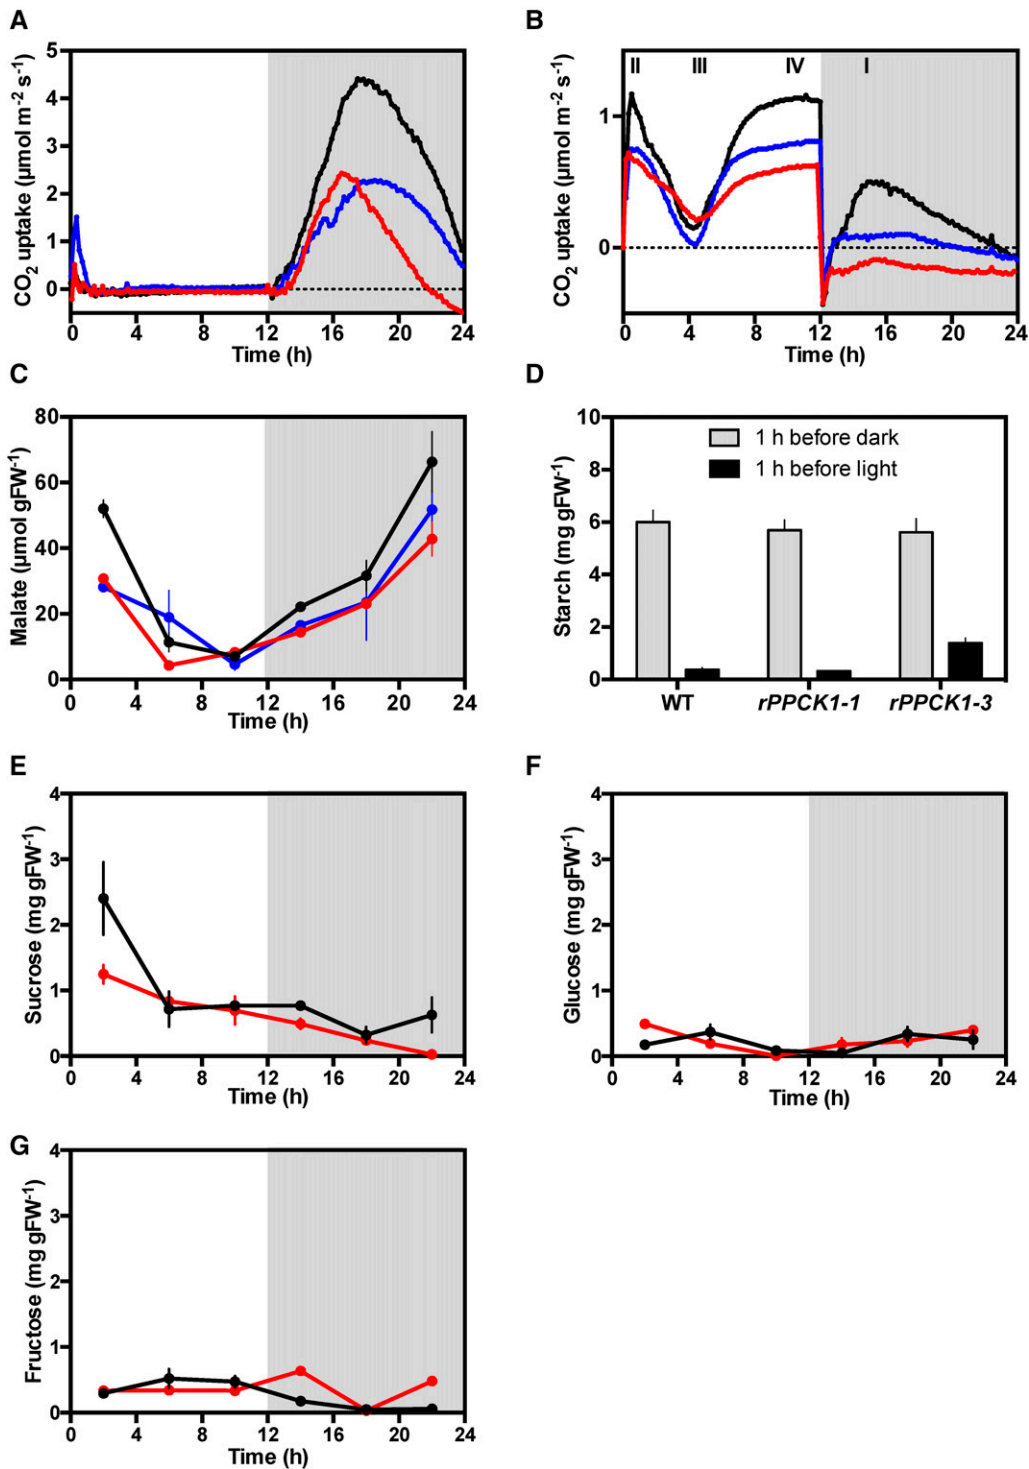 A
CO2 uptake (μmol m-2 s-1)
5
4
3
2
1
0
0 4 8 12 16 20 24
Time (h)
B
CO2 uptake (μmol m-2 s-1)
II III IV I
1
0
0 4 8 12 16 20 24
Time (h)
C
Malate (μmol gFW-1)
80
60
40
20
0
0 4 8 12 16 20 24
Time (h)
D
Starch (mg gFW-1)
10
8
6
4
2
0
1 h before dark
1 h before light
WT rPPCK1-1 rPPCK1-3
E
Sucrose (mg gFW-1)
4
3
2
1
0
0 4 8 12 16 20 24
Time (h)
F
Glucose (mg gFW-1)
4
3
2
1
0
0 4 8 12 16 20 24
Time (h)
G
Fructose (mg gFW-1)
4
3
2
1
0
0 4 8 12 16 20 24
Time (h)